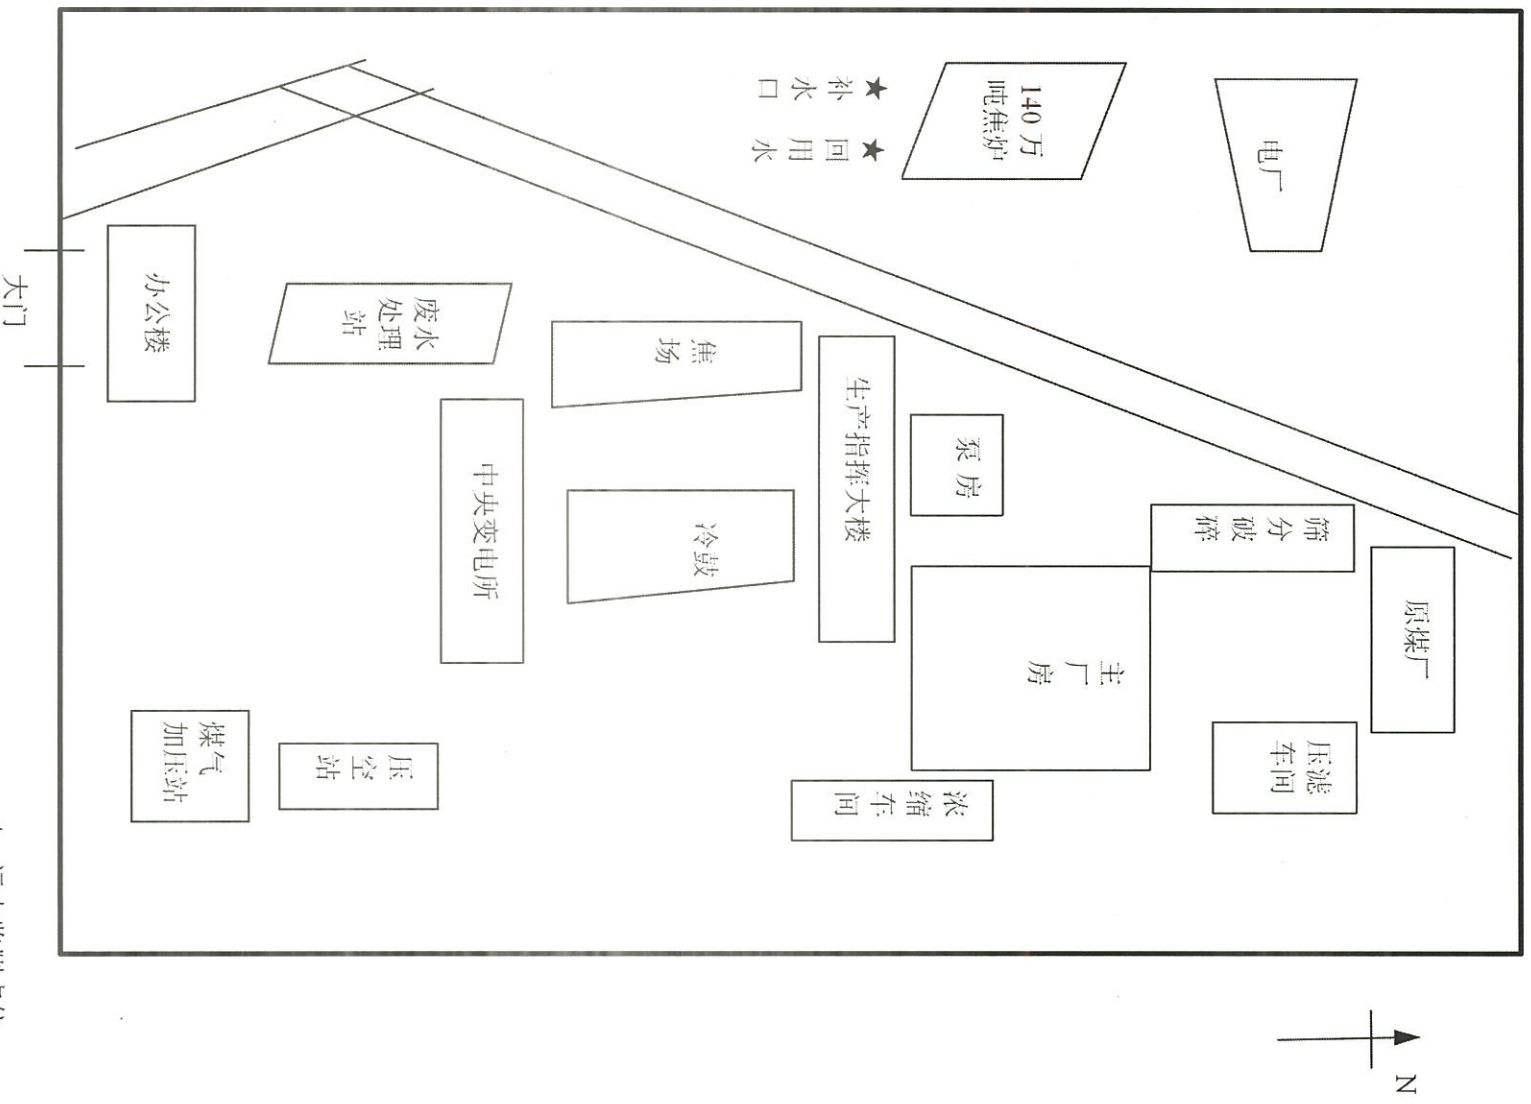 N
原煤厂
电厂
筛分破碎
压滤
车间
140 万
吨焦炉
主厂房
泵 房
浓缩车间
★ ★
补水口
回用水
生产指挥大楼
焦场
冷鼓
废水
处理
站
中央变电所
压空站
煤气
加压站
办公楼
大门